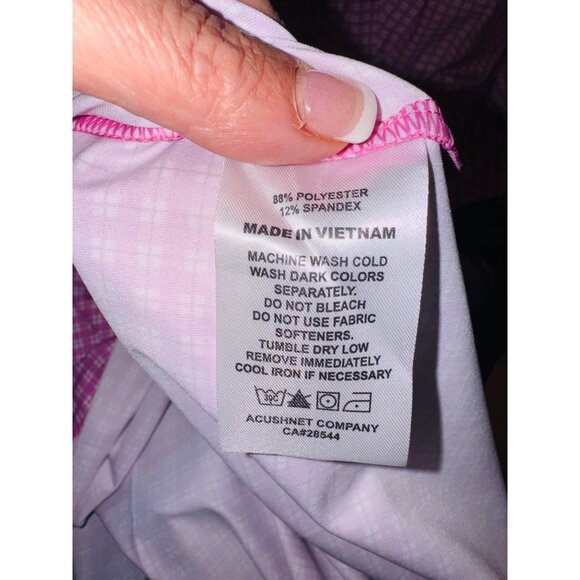 88% POLYESTER
12% SPANDEX
MADE IN VIETNAM
MACHINE WASH COLD
WASH DARK COLORS
SEPARATELY.
DO NOT BLEACH
DO NOT USE FABRIC
SOFTENERS.
TUMBLE DRY LOW
REMOVE IMMEDIATELY
COOL IRON IF NECESSARY
ACUSHNET COMPANY
CA#28544